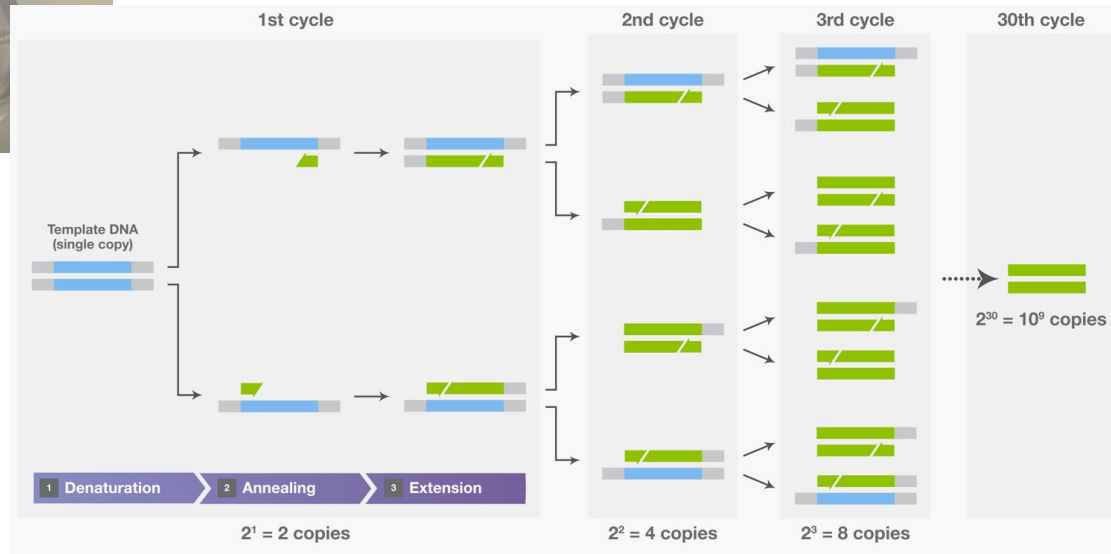 1st cycle
2nd cycle
3rd cycle
30th cycle
Template DNA
(single copy)
2³⁰ = 10⁹ copies
1 Denaturation
2 Annealing
3 Extension
2¹ = 2 copies
2² = 4 copies
2³ = 8 copies